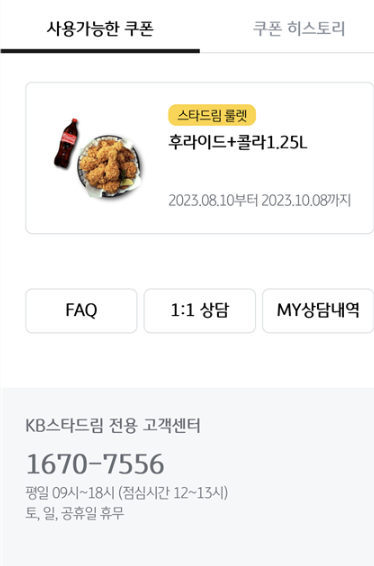 사용가능한 쿠폰
쿠폰 히스토리
스타드림 룰렛
후라이드+콜라1.25L
2023.08.10부터 2023.10.08까지
FAQ
1:1 상담
MY상담내역
KB스타드림 전용 고객센터
1670-7556
평일 09시~18시 (점심시간 12~13시)
토, 일, 공휴일 휴무